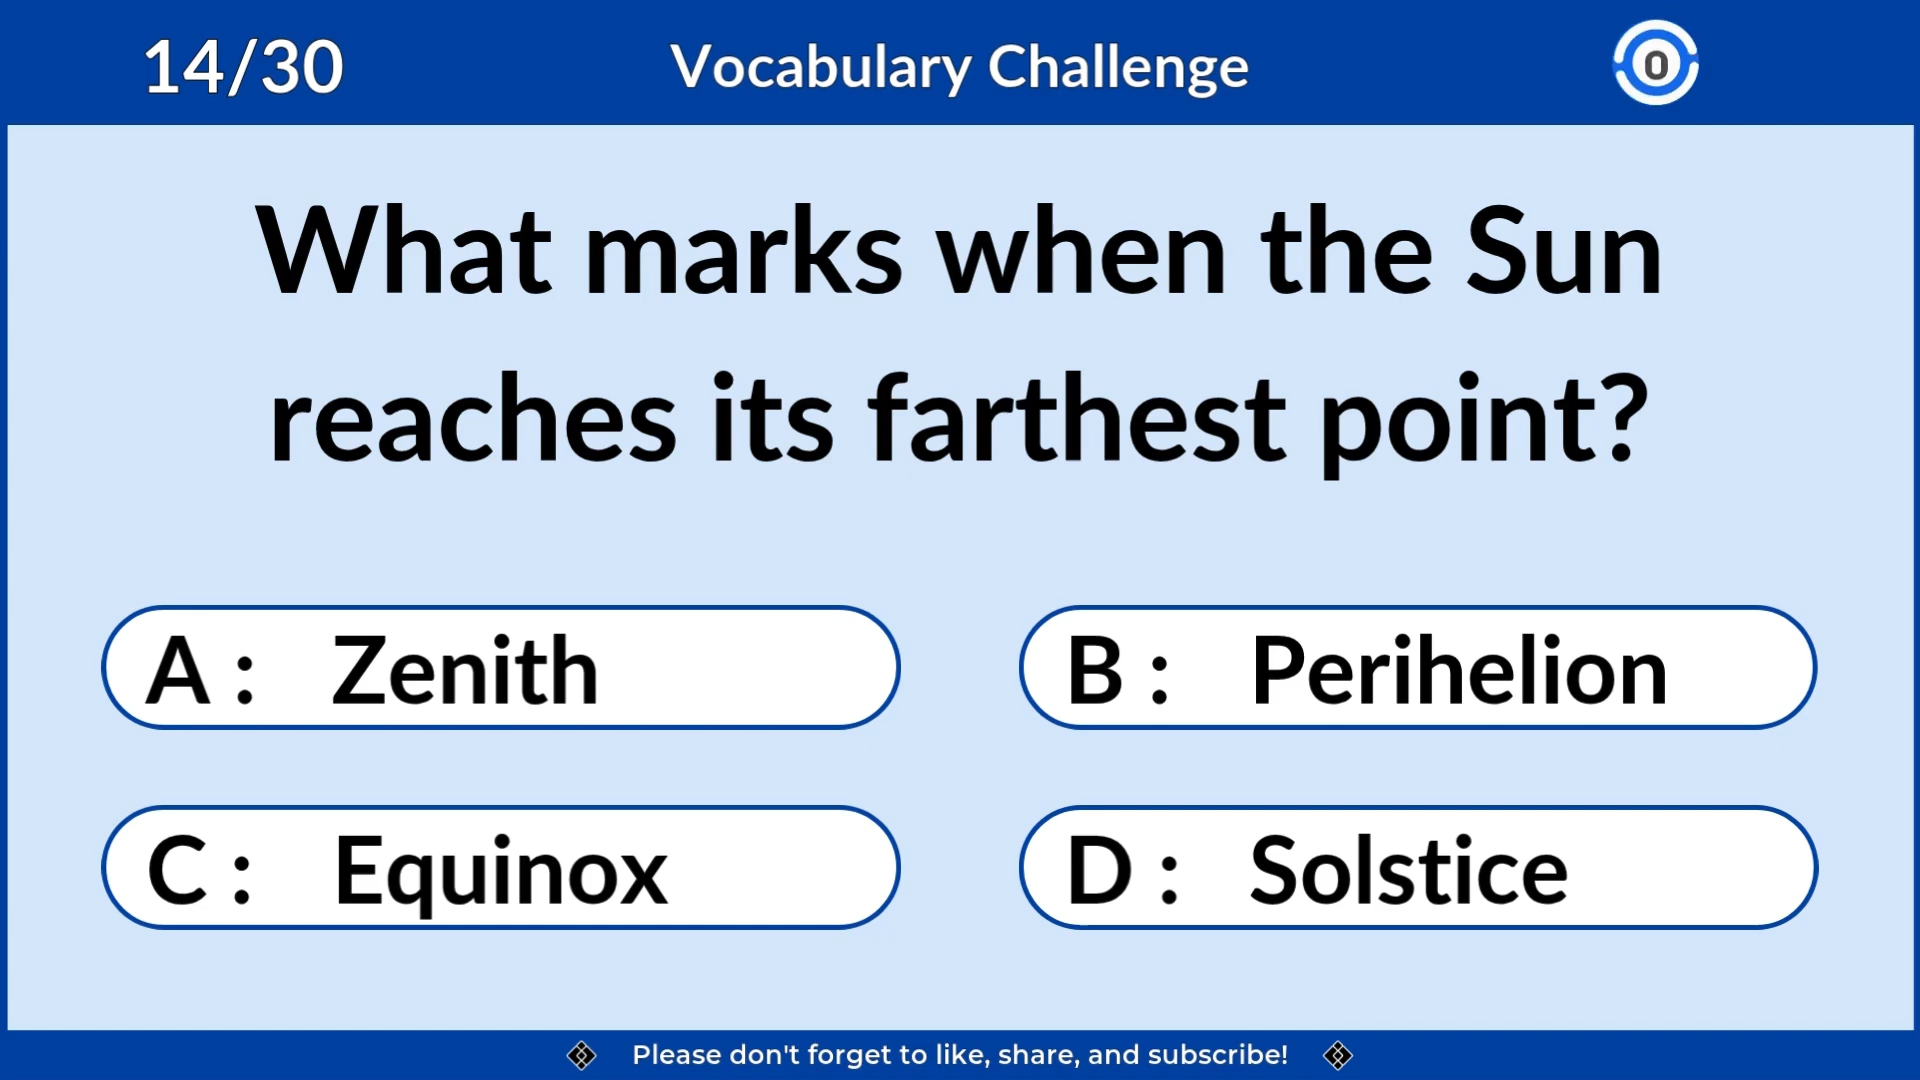 14/30
Vocabulary Challenge
0
What marks when the Sun
reaches its farthest point?
A : Zenith
B : Perihelion
C : Equinox
D : Solstice
Please don't forget to like, share, and subscribe!